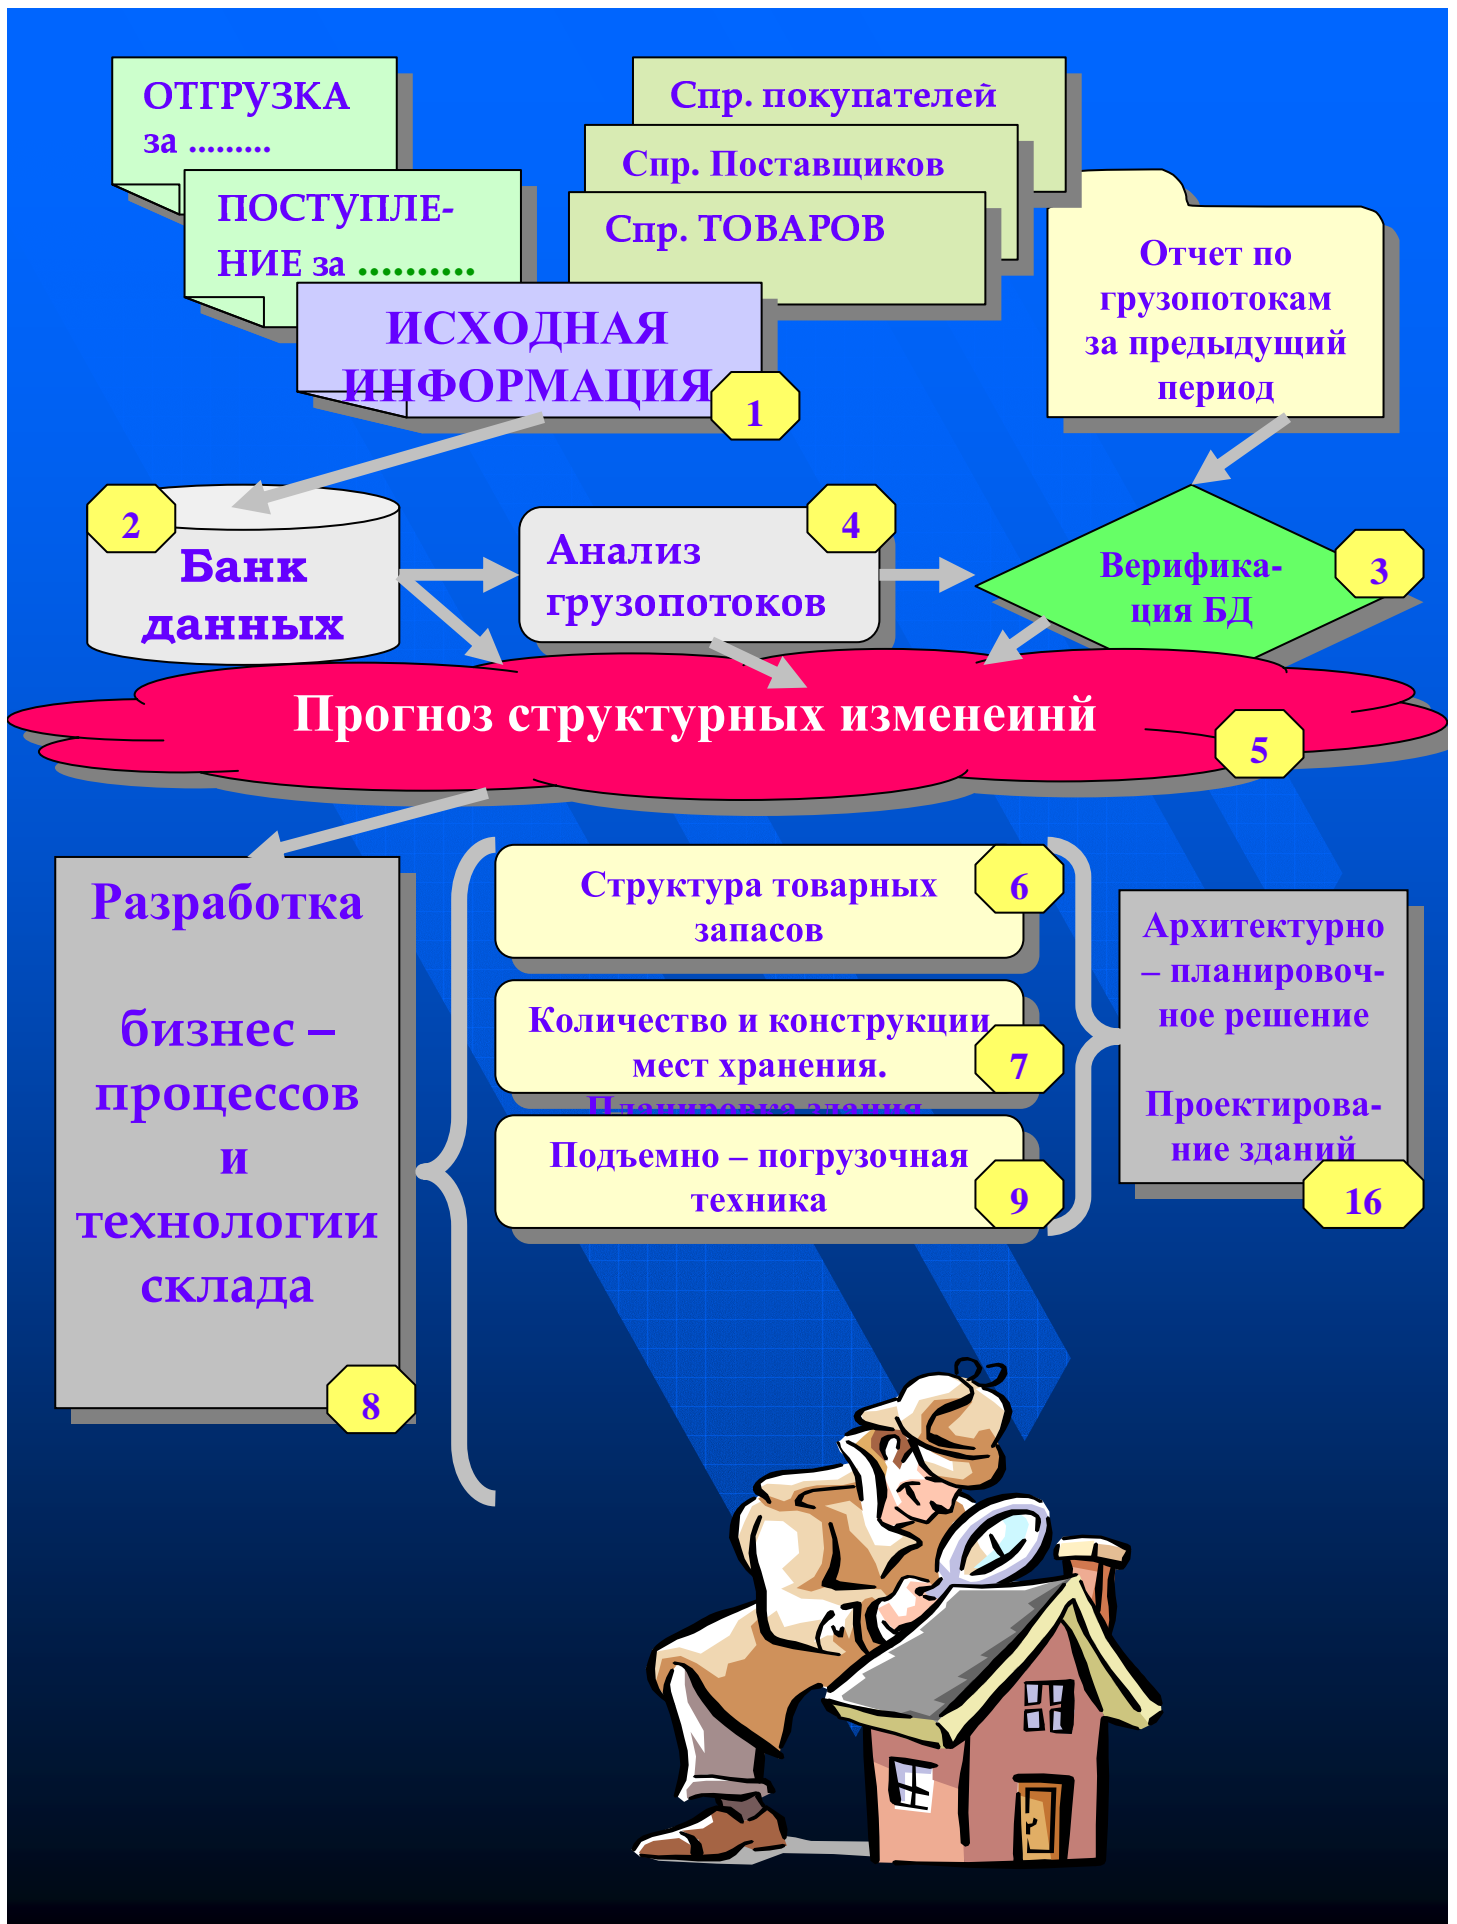 ОТГРУЗКА
за .........
ПОСТУПЛЕ-
НИЕ за ..........
Спр. покупателей
Спр. Поставщиков
Спр. ТОВАРОВ
ИСХОДНАЯ
ИНФОРМАЦИЯ
1
Отчет по
грузопотокам
за предыдущий
период
2
Банк
данных
Анализ
грузопотоков
4
Верифика-
ция БД
3
Прогноз структурных изменеинй
5
Разработка
бизнес –
процессов
и
технологии
склада
8
Структура товарных
запасов
6
Количество и конструкции
мест хранения.
Планировка здания
7
Подъемно – погрузочная
техника
9
Архитектурно
– планировоч-
ное решение
Проектирова-
ние зданий
16